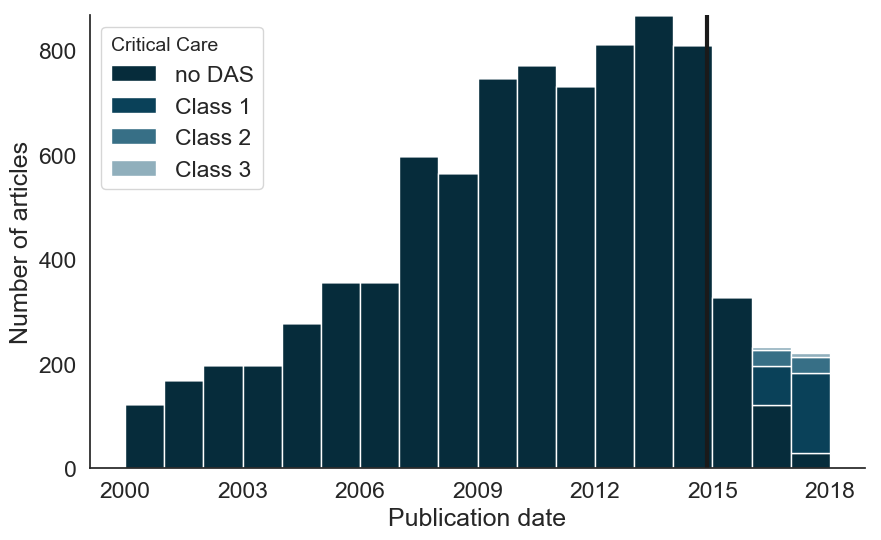 Critical Care
no DAS
Class 1
Class 2
Class 3
800
600
400
200
0
Number of articles
2000
2003
2006
2009
2012
2015
2018
Publication date